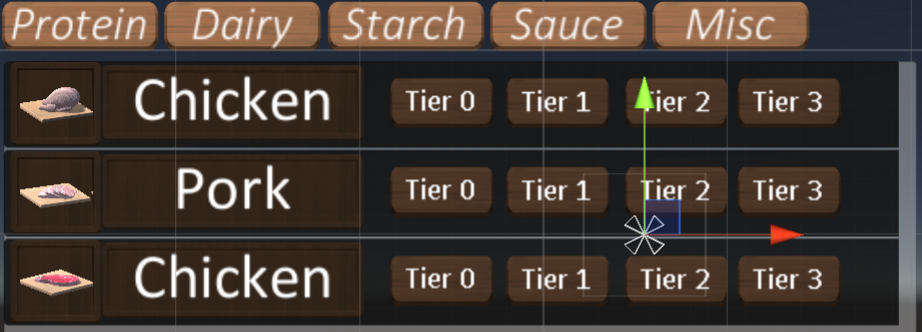 Protein Dairy Starch Sauce Misc
Chicken Tier 0 Tier 1 Tier 2 Tier 3
Pork Tier 0 Tier 1 Tier 2 Tier 3
Chicken Tier 0 Tier 1 Tier 2 Tier 3